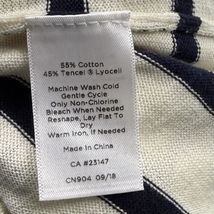 55% Cotton
45% Tencel ® Lyocell
Machine Wash Cold
Gentle Cycle
Only Non-Chlorine
Bleach When Needed
Reshape, Lay Flat To
Dry
Warm Iron, If Needed
Made In China
CA #23147
CN904 09/18